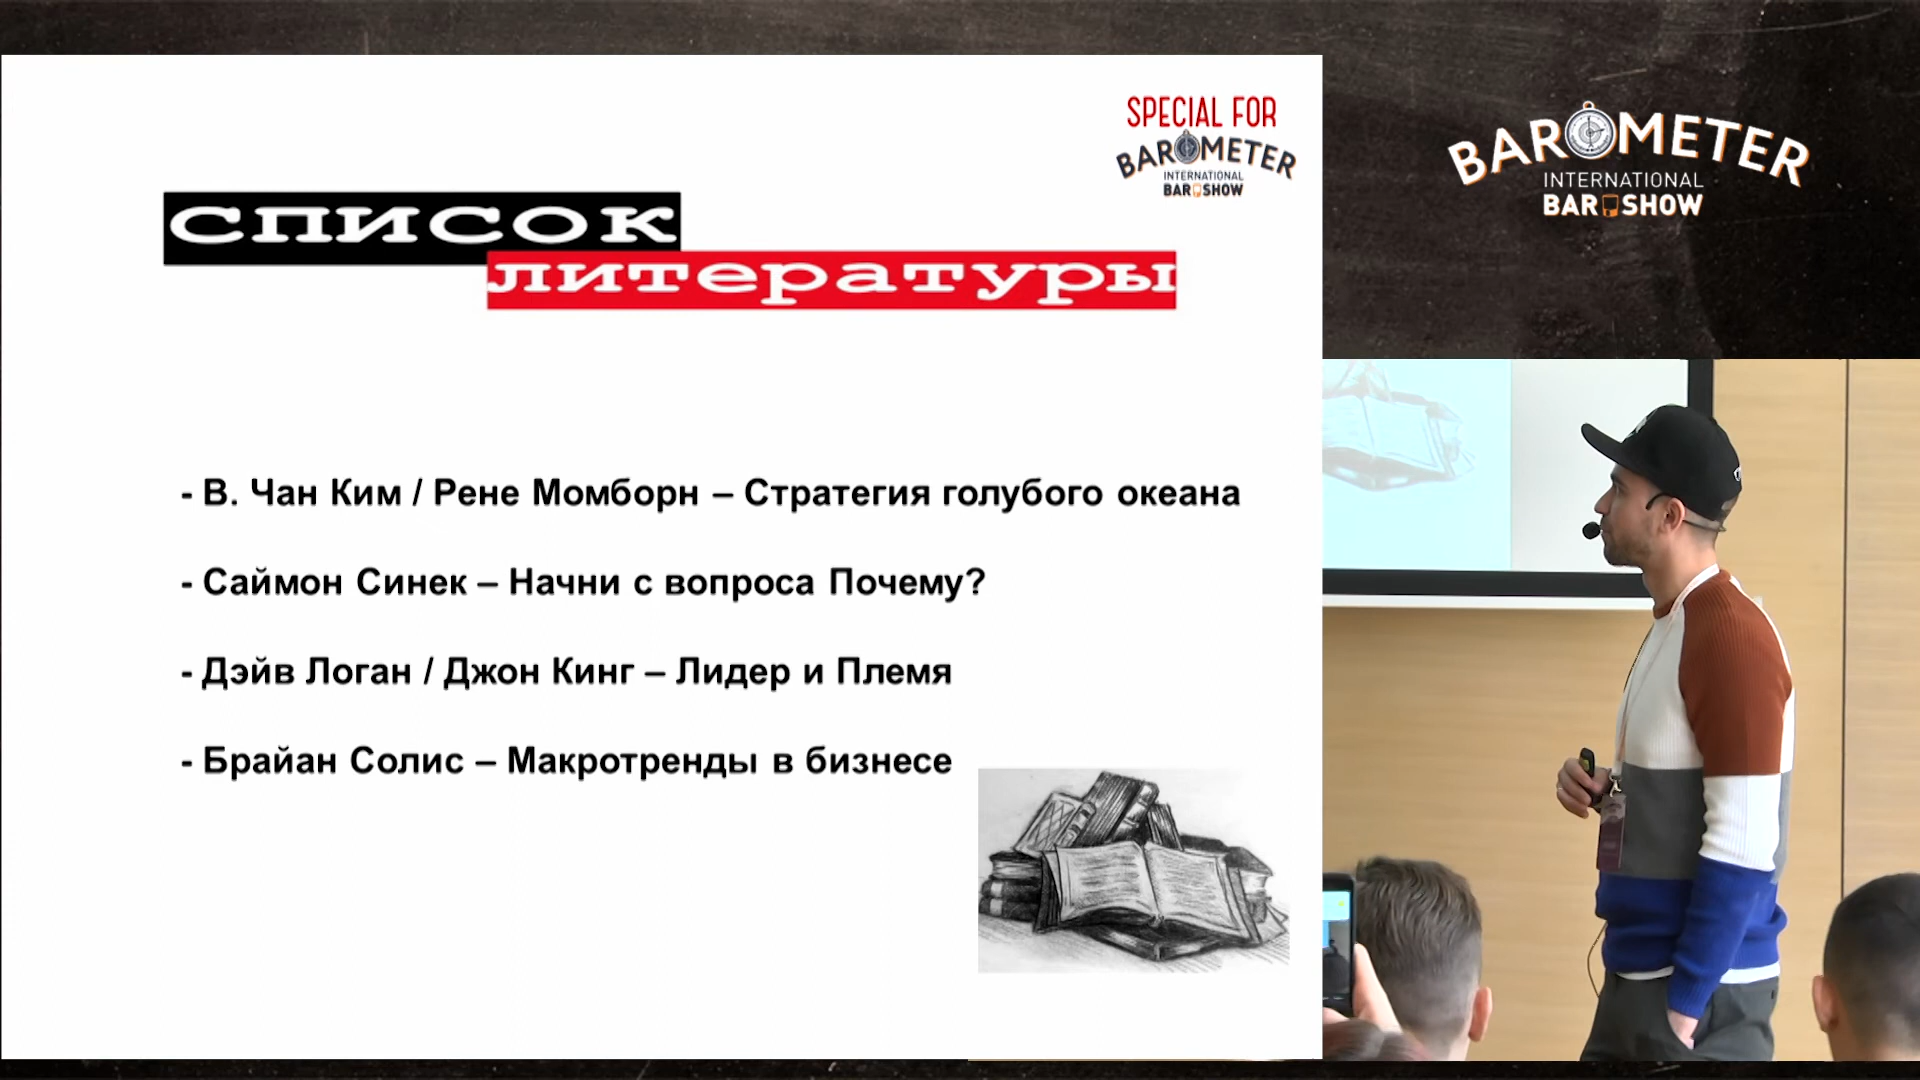 SPECIAL FOR
BAROMETER
INTERNATIONAL
BAR SHOW
список
литературы
- В. Чан Ким / Рене Момборн – Стратегия голубого океана
- Саймон Синек – Начни с вопроса Почему?
- Дэйв Логан / Джон Кинг – Лидер и Племя
- Брайан Солис – Макротренды в бизнесе
BAROMETER
INTERNATIONAL
BAR SHOW